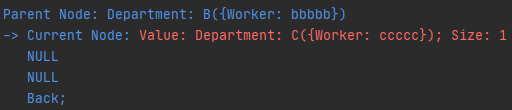 Parent Node: Department: B({Worker: bbbbb})
-> Current Node: Value: Department: C({Worker: ccccc}); Size: 1
NULL
NULL
Back;